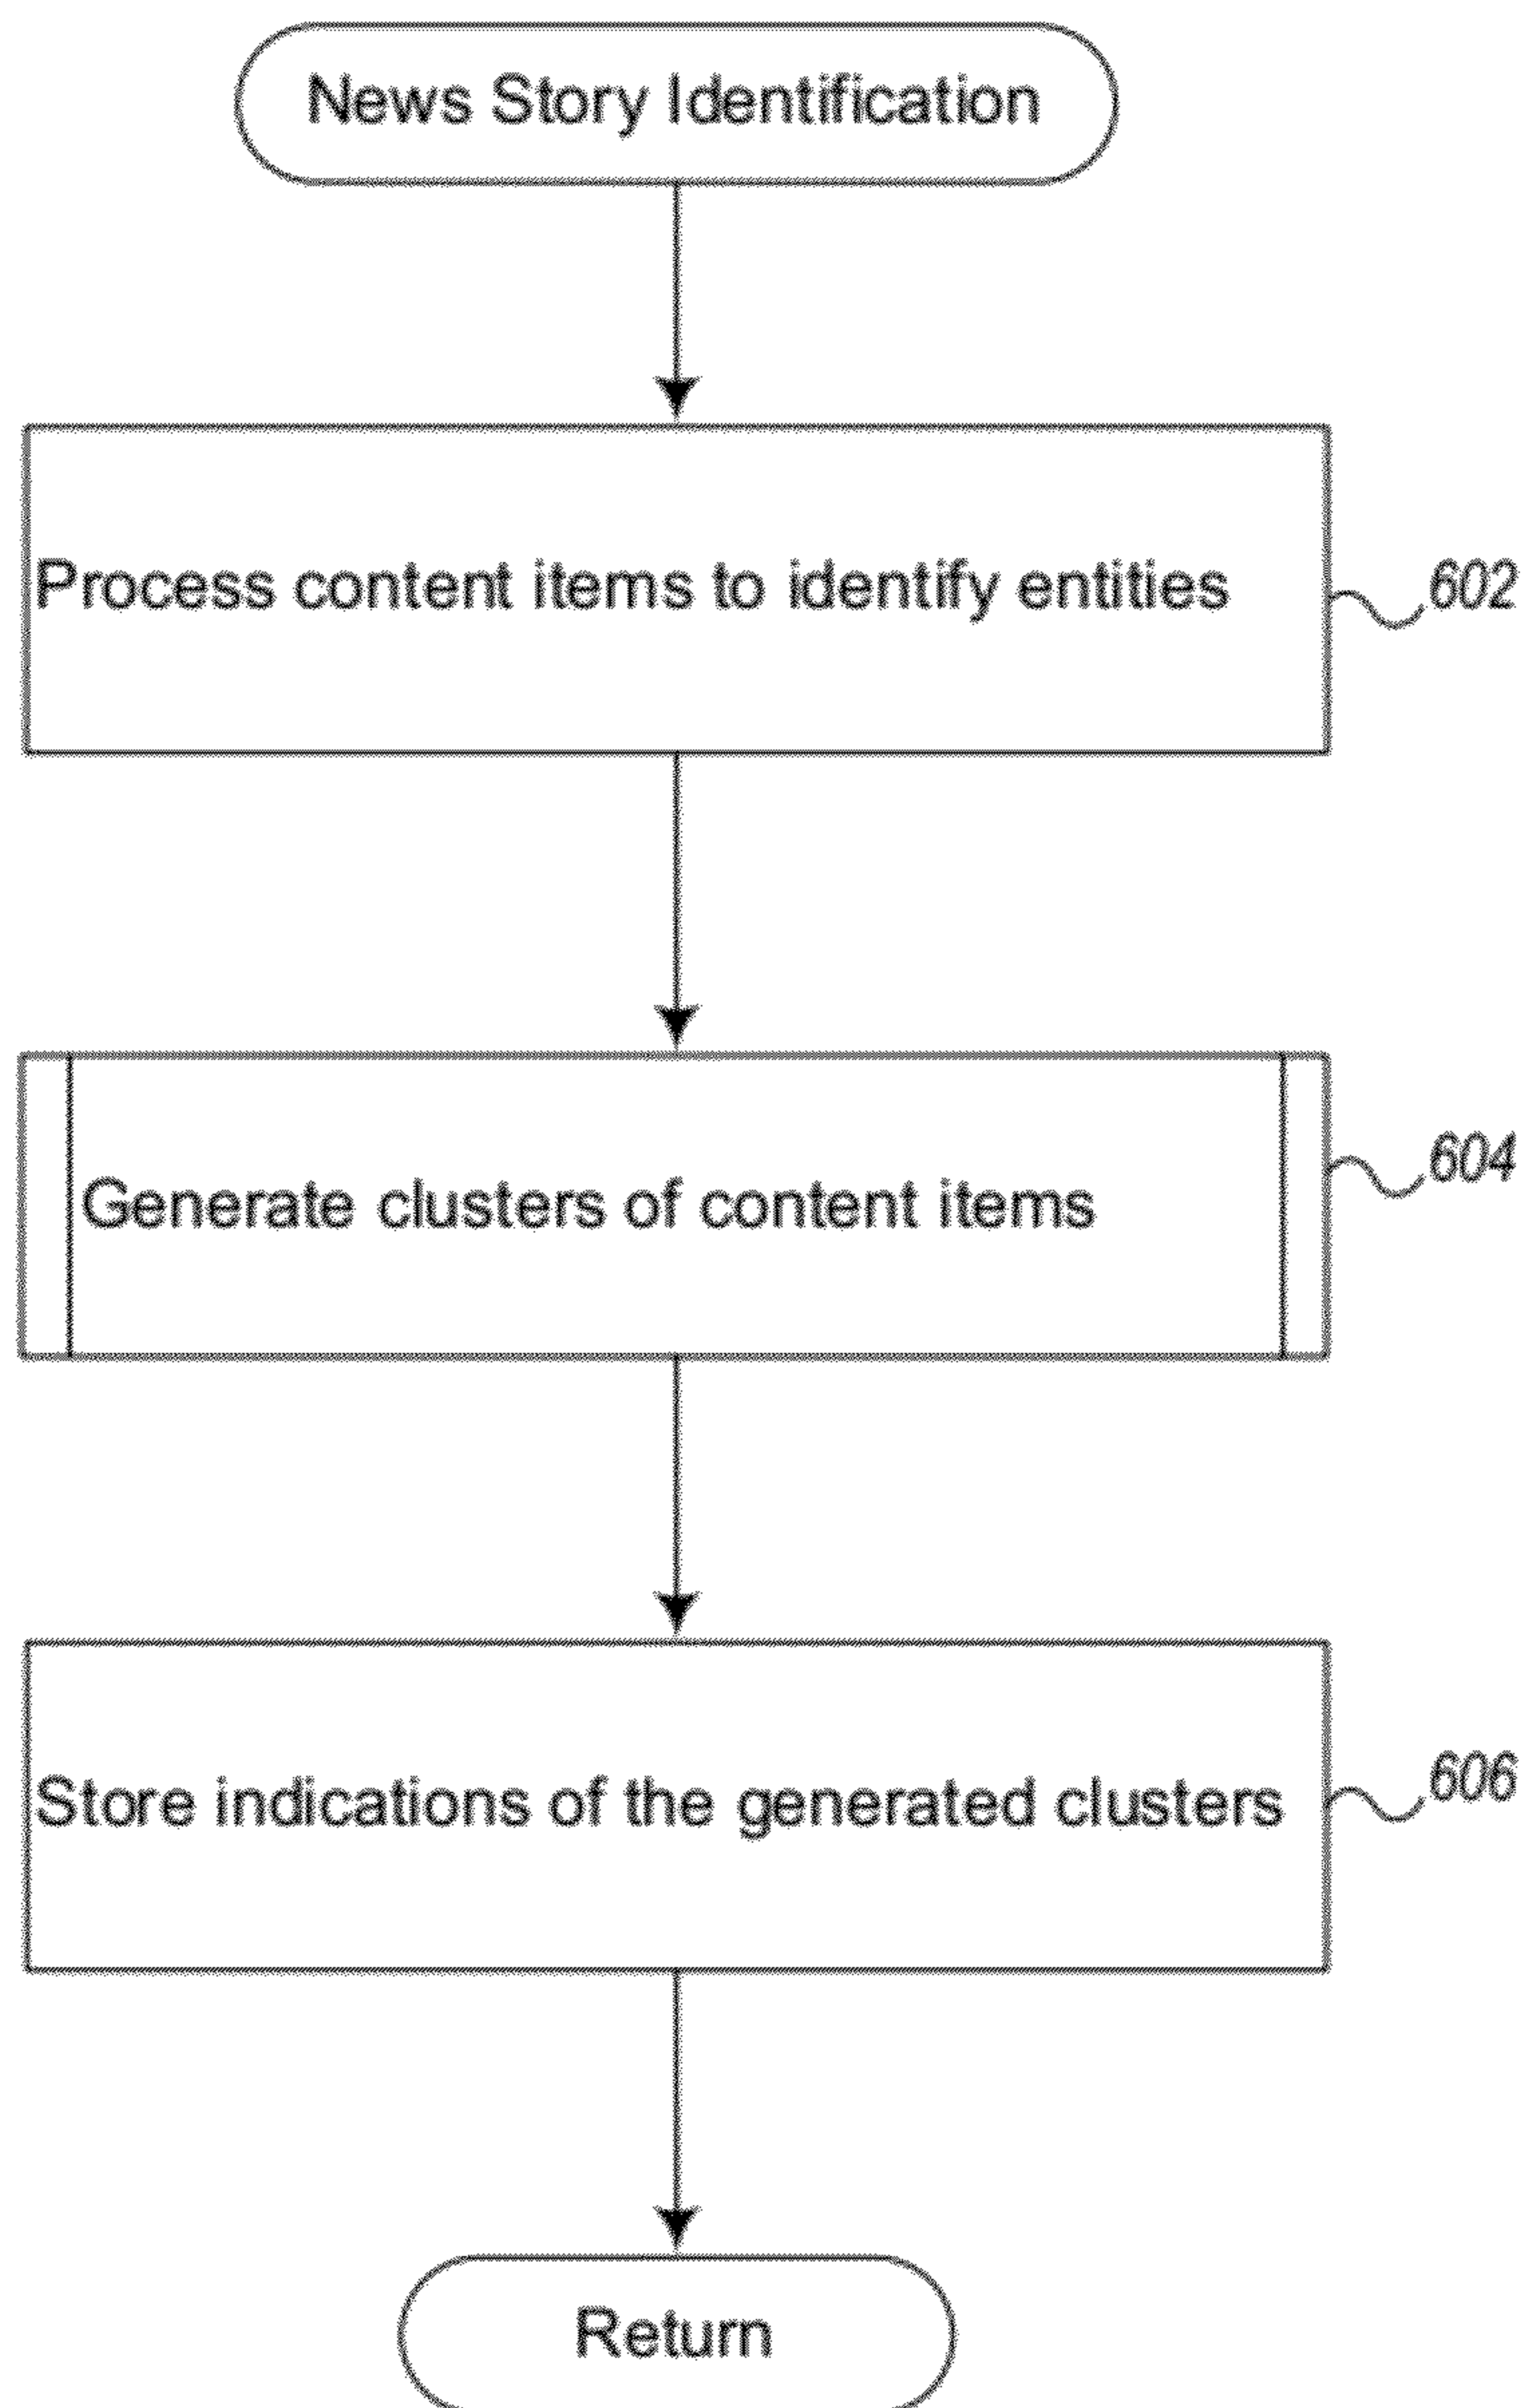 News Story Identification
Process content items to identify entities
602
Generate clusters of content items
604
Store indications of the generated clusters
606
Return